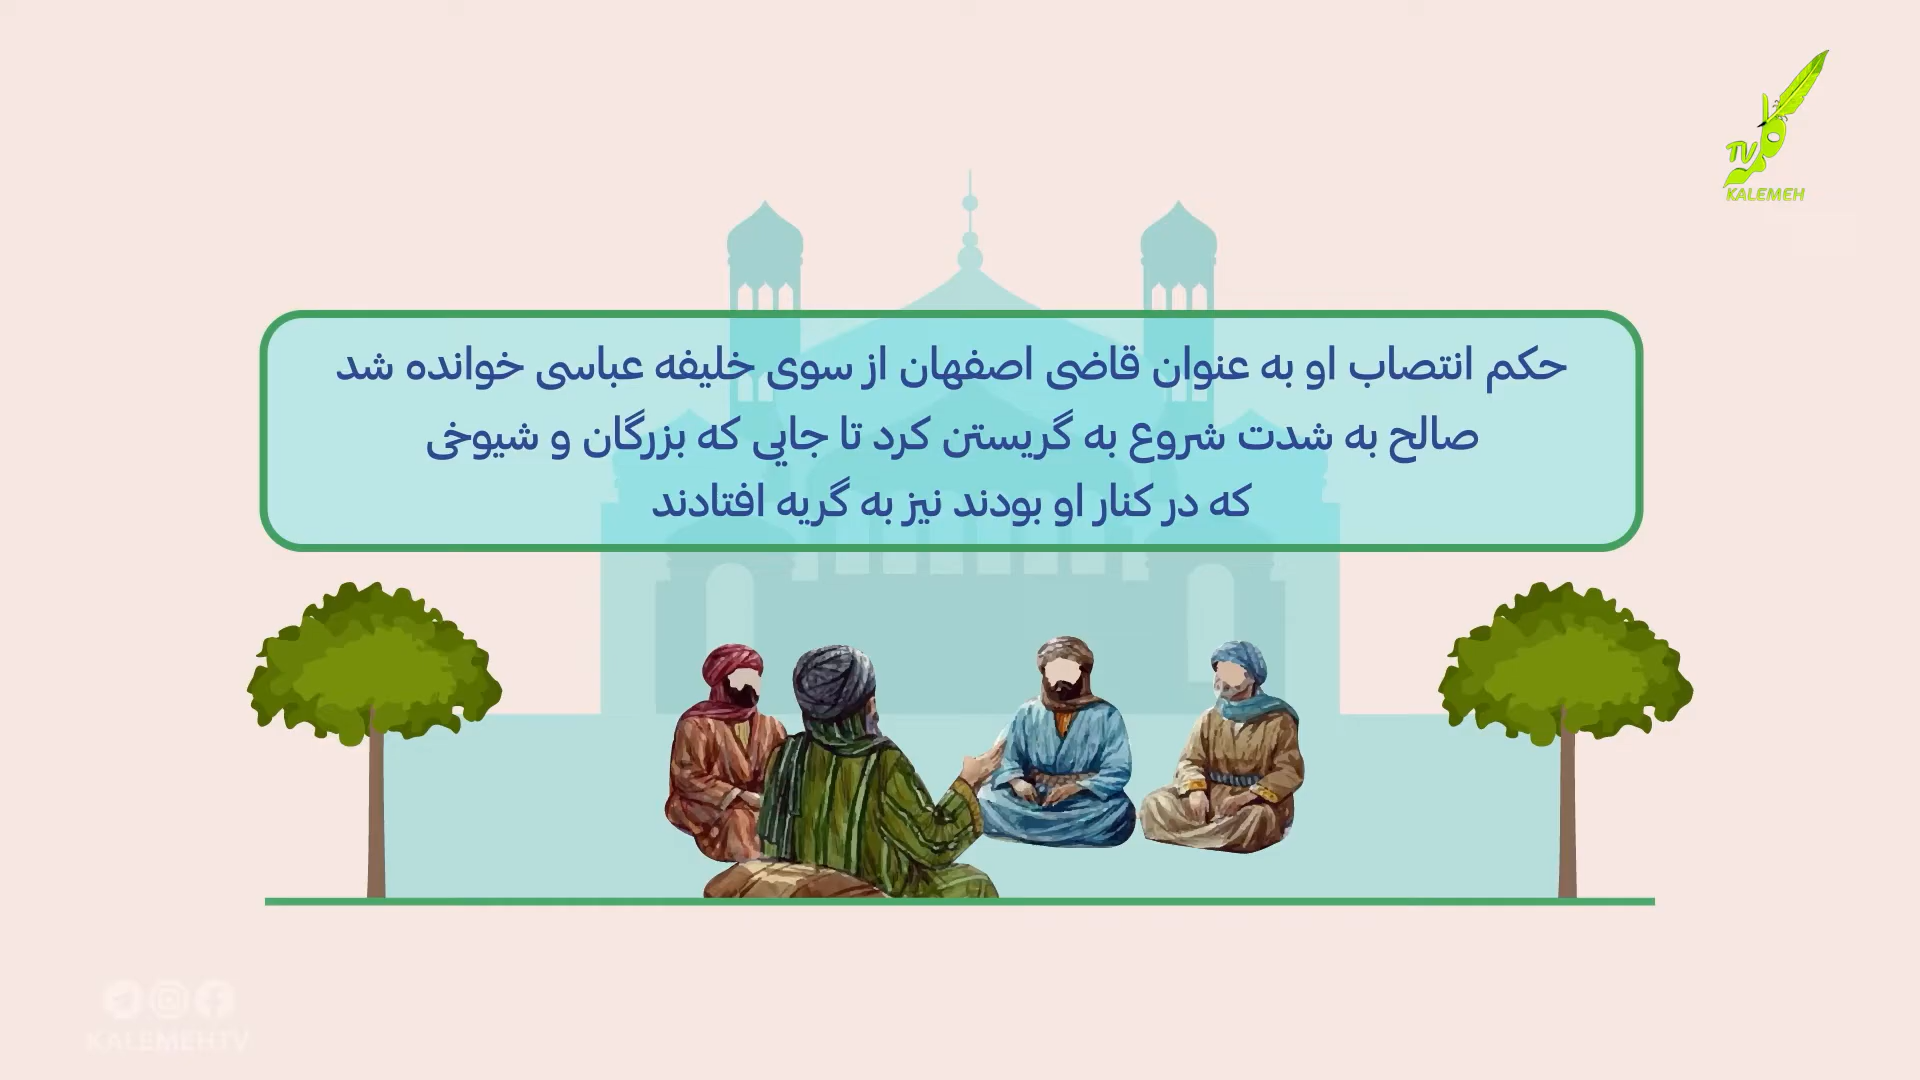 TV
KALEMEH
حکم انتصاب او به عنوان قاضی اصفهان از سوی خلیفه عباسی خوانده شد
صالح به شدت شروع به گریستن کرد تا جایی که بزرگان و شیوخی
که در کنار او بودند نیز به گریه افتادند
KALEMEHTV